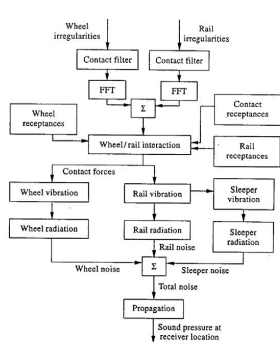 Wheel
irregularities
Rail
irregularities
Contact filter
Contact filter
FFT
FFT
Σ
Wheel
receptances
Contact
receptances
Wheel/rail interaction
Rail
receptances
Contact forces
Wheel vibration
Rail vibration
Sleeper
vibration
Wheel radiation
Rail radiation
Sleeper
radiation
Rail noise
Wheel noise
Σ
Sleeper noise
Total noise
Propagation
Sound pressure at
receiver location